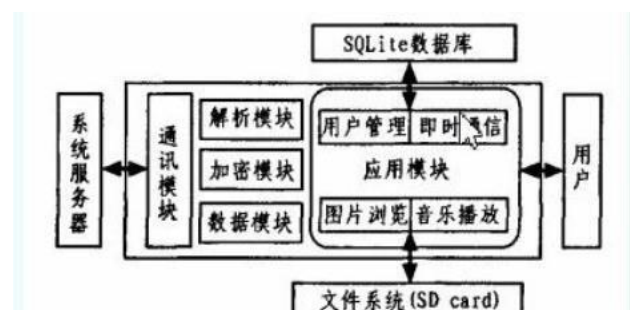 SQLite数据库
系统服务器
通讯模块
解析模块
加密模块
数据模块
用户管理
即时通信
应用模块
图片浏览
音乐播放
用户
文件系统(SD card)